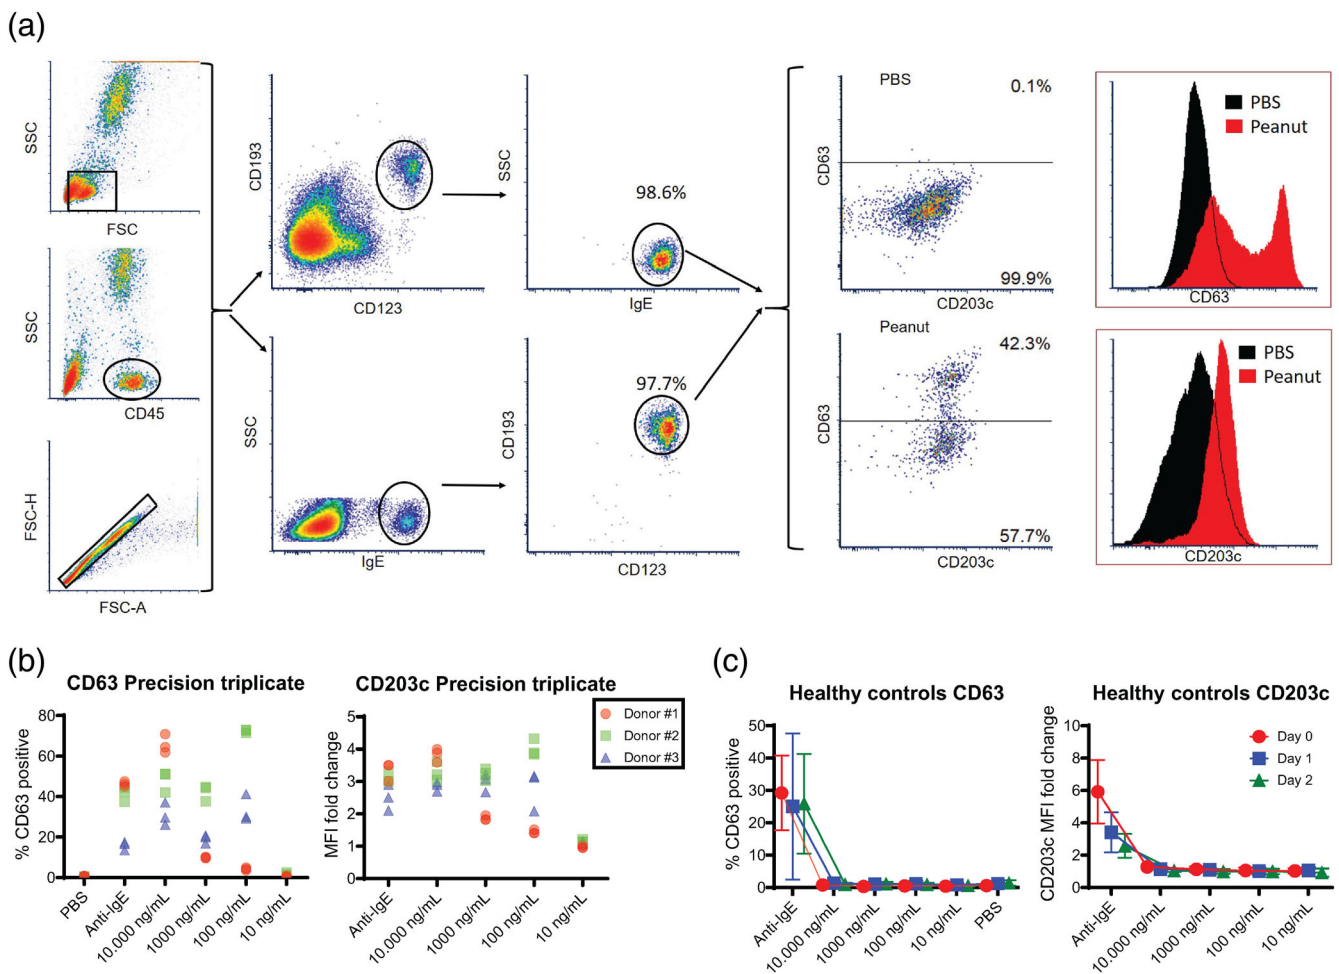 (a)
SSC
FSC
SSC
CD45
FSC-H
FSC-A
CD193
CD123
SSC
98.6%
IgE
SSC
IgE
CD193
97.7%
CD123
PBS
0.1%
CD63
99.9%
CD203c
Peanut
42.3%
CD63
57.7%
CD203c
PBS
Peanut
CD63
PBS
Peanut
CD203c
(b)
CD63 Precision triplicate
% CD63 positive
80
60
40
20
0
PBS
Anti-IgE
10.000 ng/mL
1000 ng/mL
100 ng/mL
10 ng/mL
CD203c Precision triplicate
MFI fold change
5
4
3
2
1
0
Anti-IgE
10.000 ng/mL
1000 ng/mL
100 ng/mL
10 ng/mL
Donor #1
Donor #2
Donor #3
(c)
Healthy controls CD63
% CD63 positive
50
40
30
20
10
0
Anti-IgE
10.000 ng/mL
1000 ng/mL
100 ng/mL
10 ng/mL
PBS
Healthy controls CD203c
CD203c MFI fold change
10
8
6
4
2
0
Anti-IgE
10.000 ng/mL
1000 ng/mL
100 ng/mL
10 ng/mL
Day 0
Day 1
Day 2